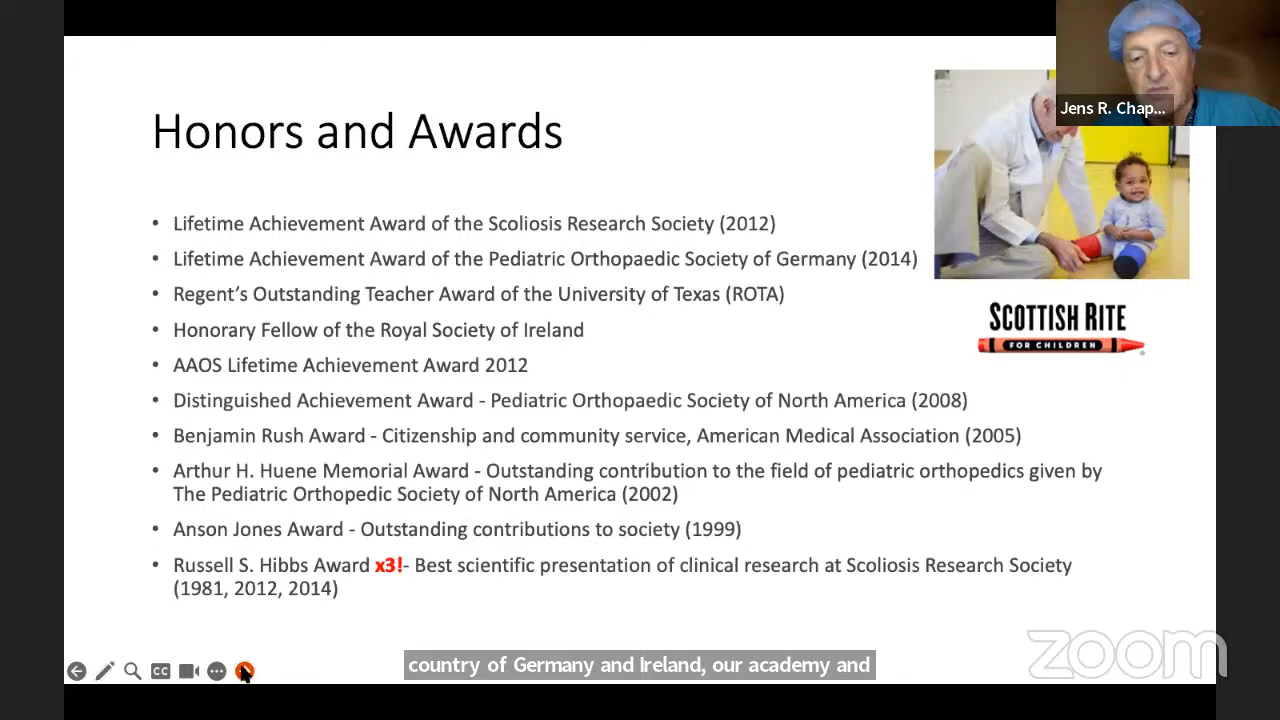 Jens R. Chap...
Honors and Awards
• Lifetime Achievement Award of the Scoliosis Research Society (2012)
• Lifetime Achievement Award of the Pediatric Orthopaedic Society of Germany (2014)
• Regent’s Outstanding Teacher Award of the University of Texas (ROTA)
• Honorary Fellow of the Royal Society of Ireland
• AAOS Lifetime Achievement Award 2012
• Distinguished Achievement Award - Pediatric Orthopaedic Society of North America (2008)
• Benjamin Rush Award - Citizenship and community service, American Medical Association (2005)
• Arthur H. Huene Memorial Award - Outstanding contribution to the field of pediatric orthopedics given by
The Pediatric Orthopedic Society of North America (2002)
• Anson Jones Award - Outstanding contributions to society (1999)
• Russell S. Hibbs Award x3!- Best scientific presentation of clinical research at Scoliosis Research Society
(1981, 2012, 2014)
SCOTTISH RITE
FOR CHILDREN
CC
country of Germany and Ireland, our academy and
zoom